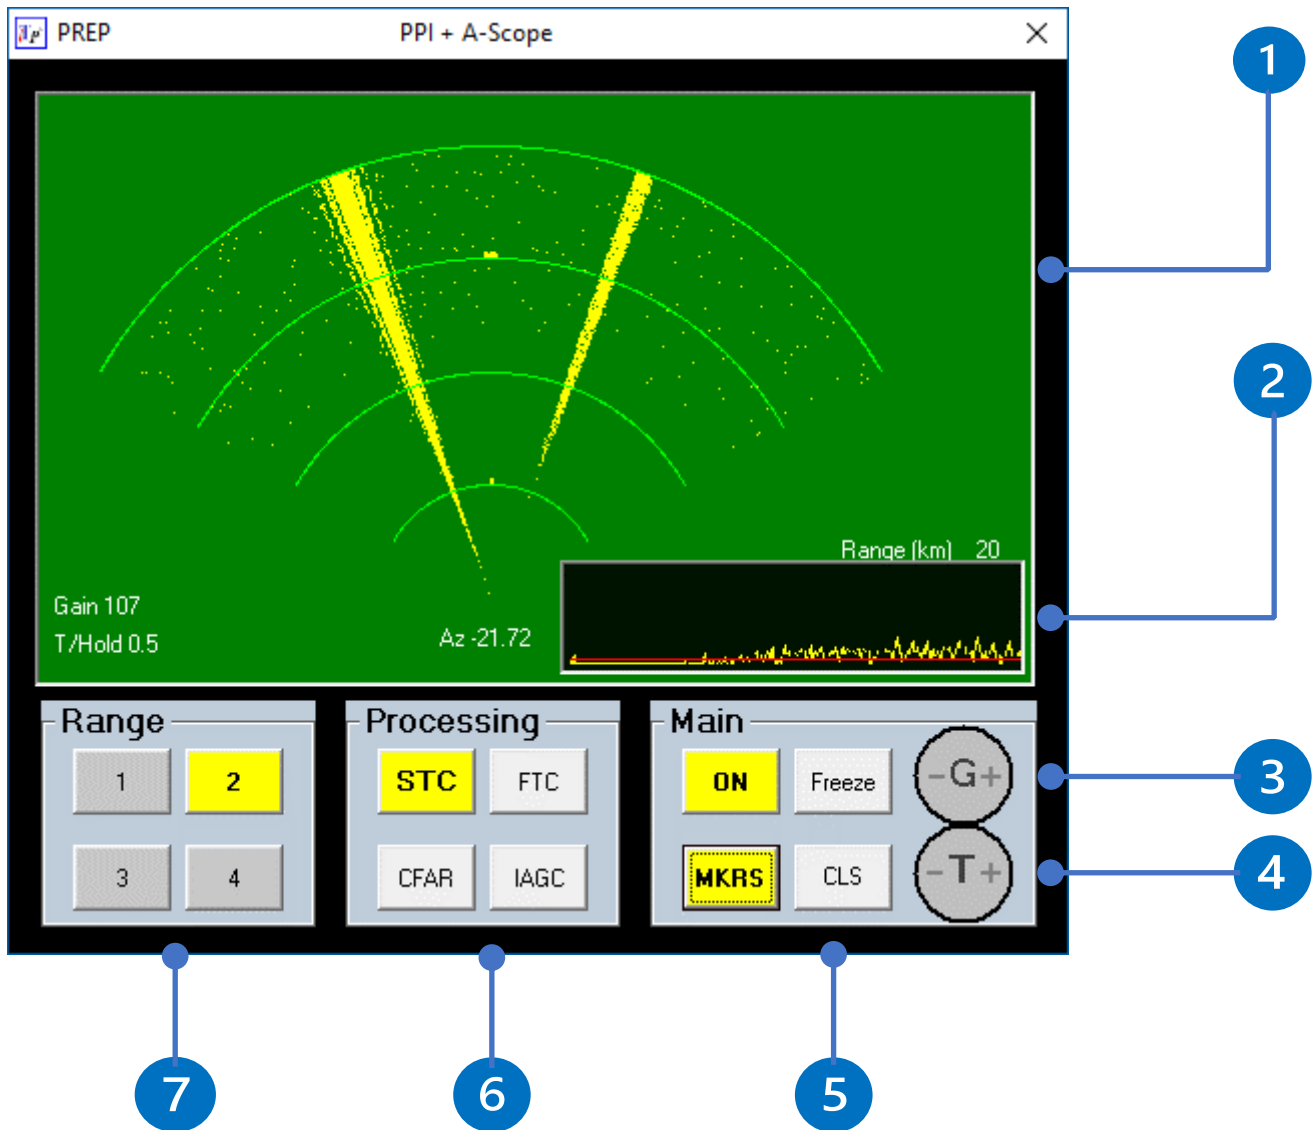 PREP PPI + A-Scope
1
2
Range (km) 20
Gain 107
T/Hold 0.5
Az -21.72
Range Processing Main
1 2 STC FTC ON Freeze -G+
3
3 4 CFAR IAGC MKRS CLS -T+
4
7 6 5